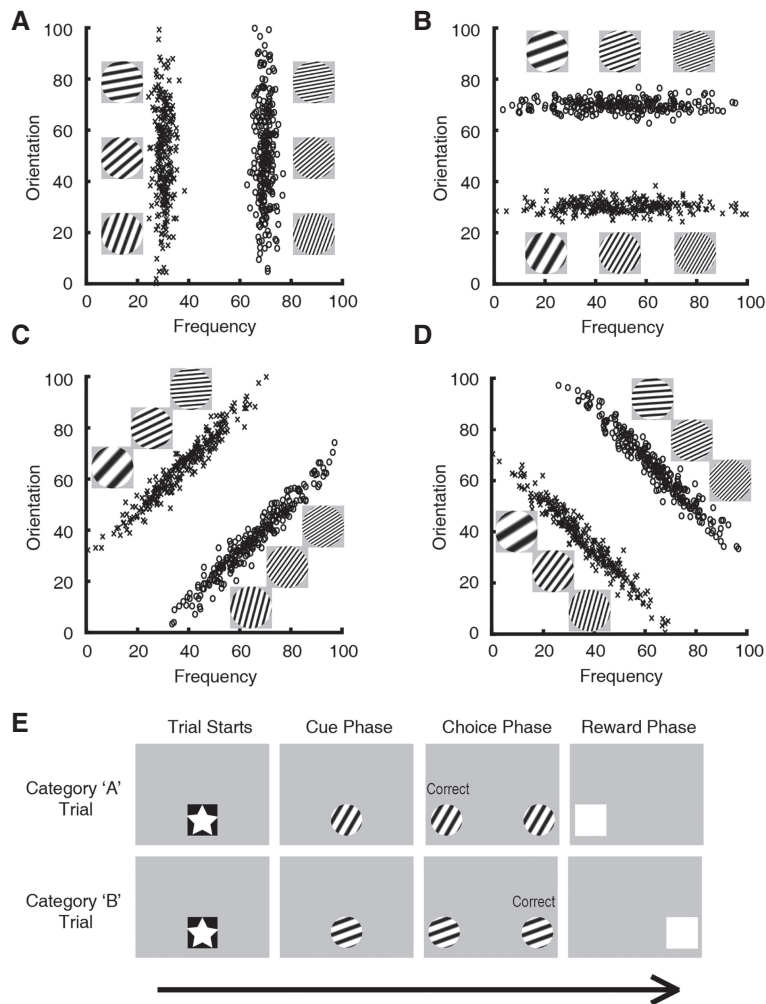 A
100
80
60
40
20
0
Orientation
0 20 40 60 80 100
Frequency
B
100
80
60
40
20
0
Orientation
0 20 40 60 80 100
Frequency
C
100
80
60
40
20
0
Orientation
0 20 40 60 80 100
Frequency
D
100
80
60
40
20
0
Orientation
0 20 40 60 80 100
Frequency
E
Trial Starts Cue Phase Choice Phase Reward Phase
Category ‘A’
Trial
Correct
Category ‘B’
Trial
Correct